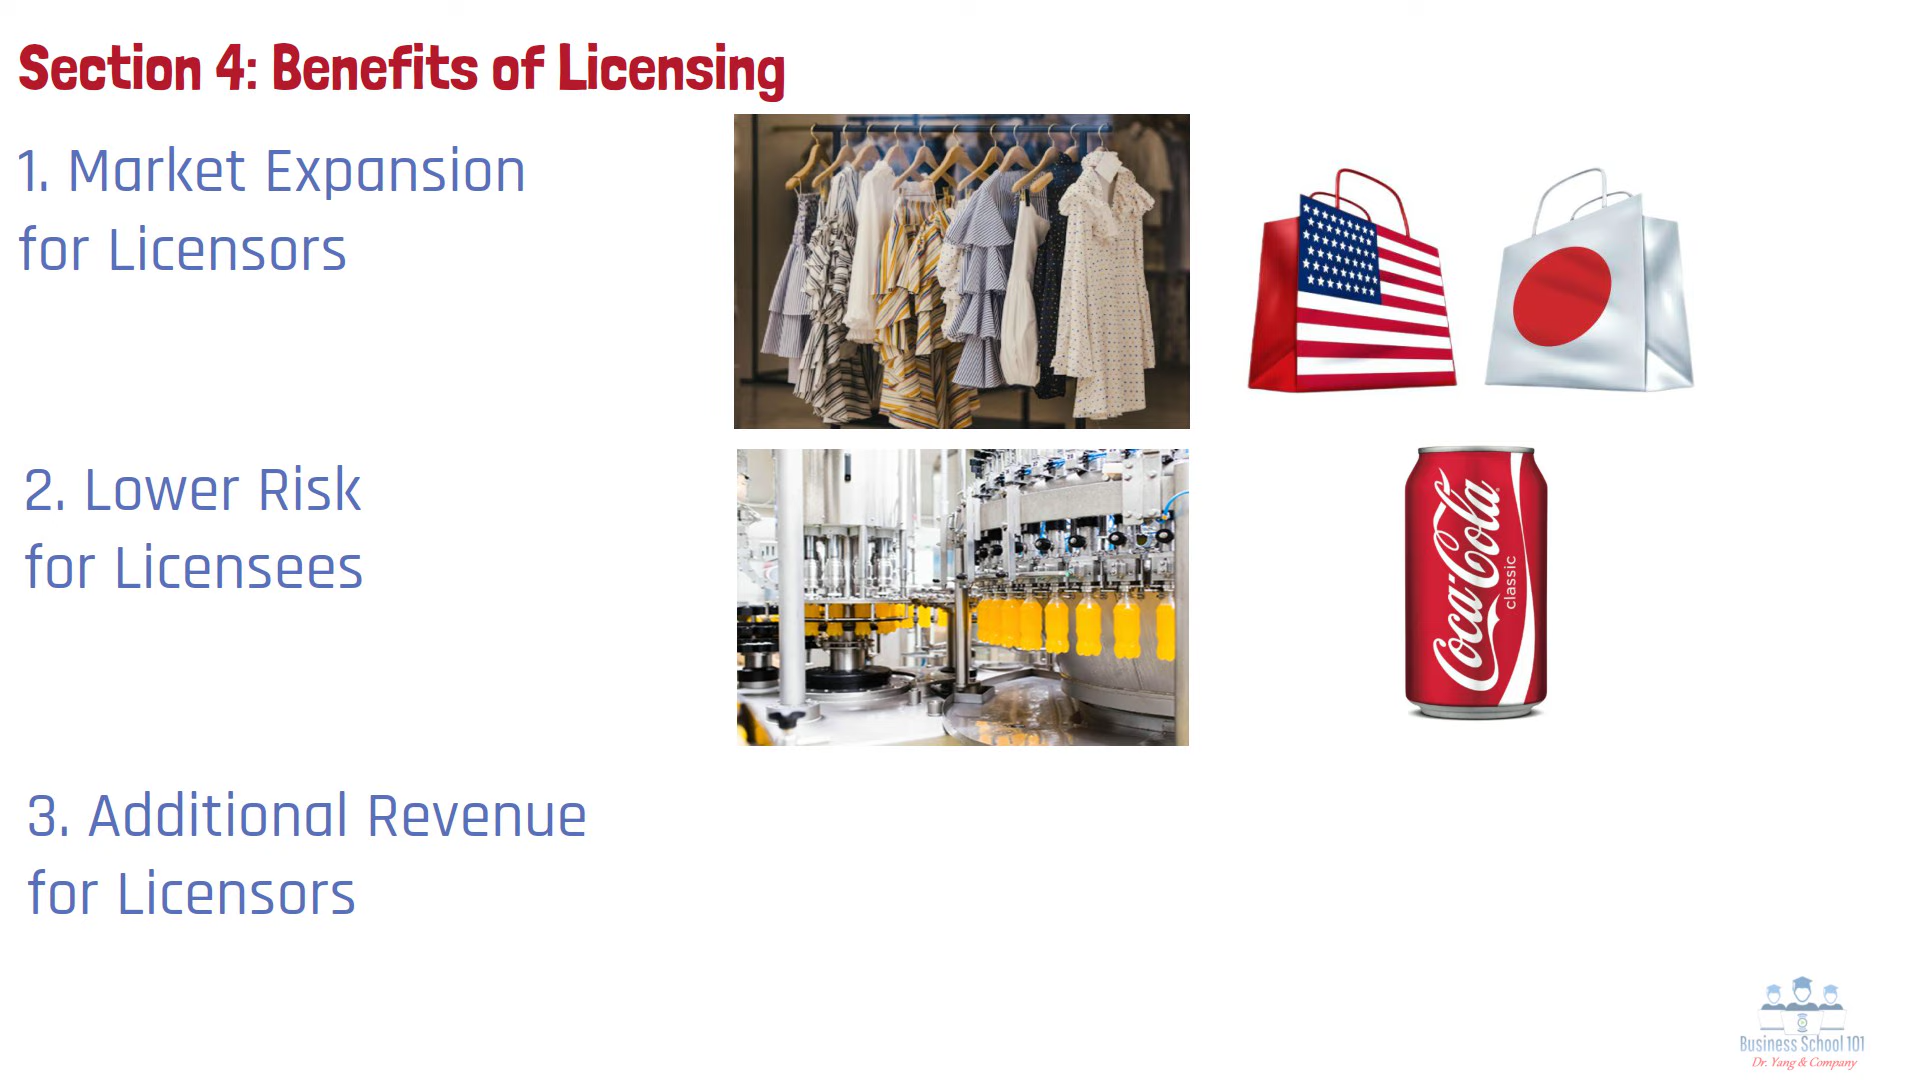 Section 4: Benefits of Licensing
1. Market Expansion
for Licensors
2. Lower Risk
for Licensees
Coca-Cola
classic
3. Additional Revenue
for Licensors
Business School 101
Dr. Yang & Company